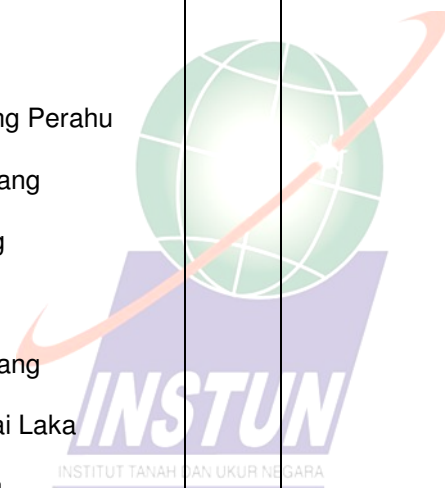 ng Perahu
ang
g
ang
ai Laka
INSTUN
INSTITUT TANAH DAN UKUR NEGARA